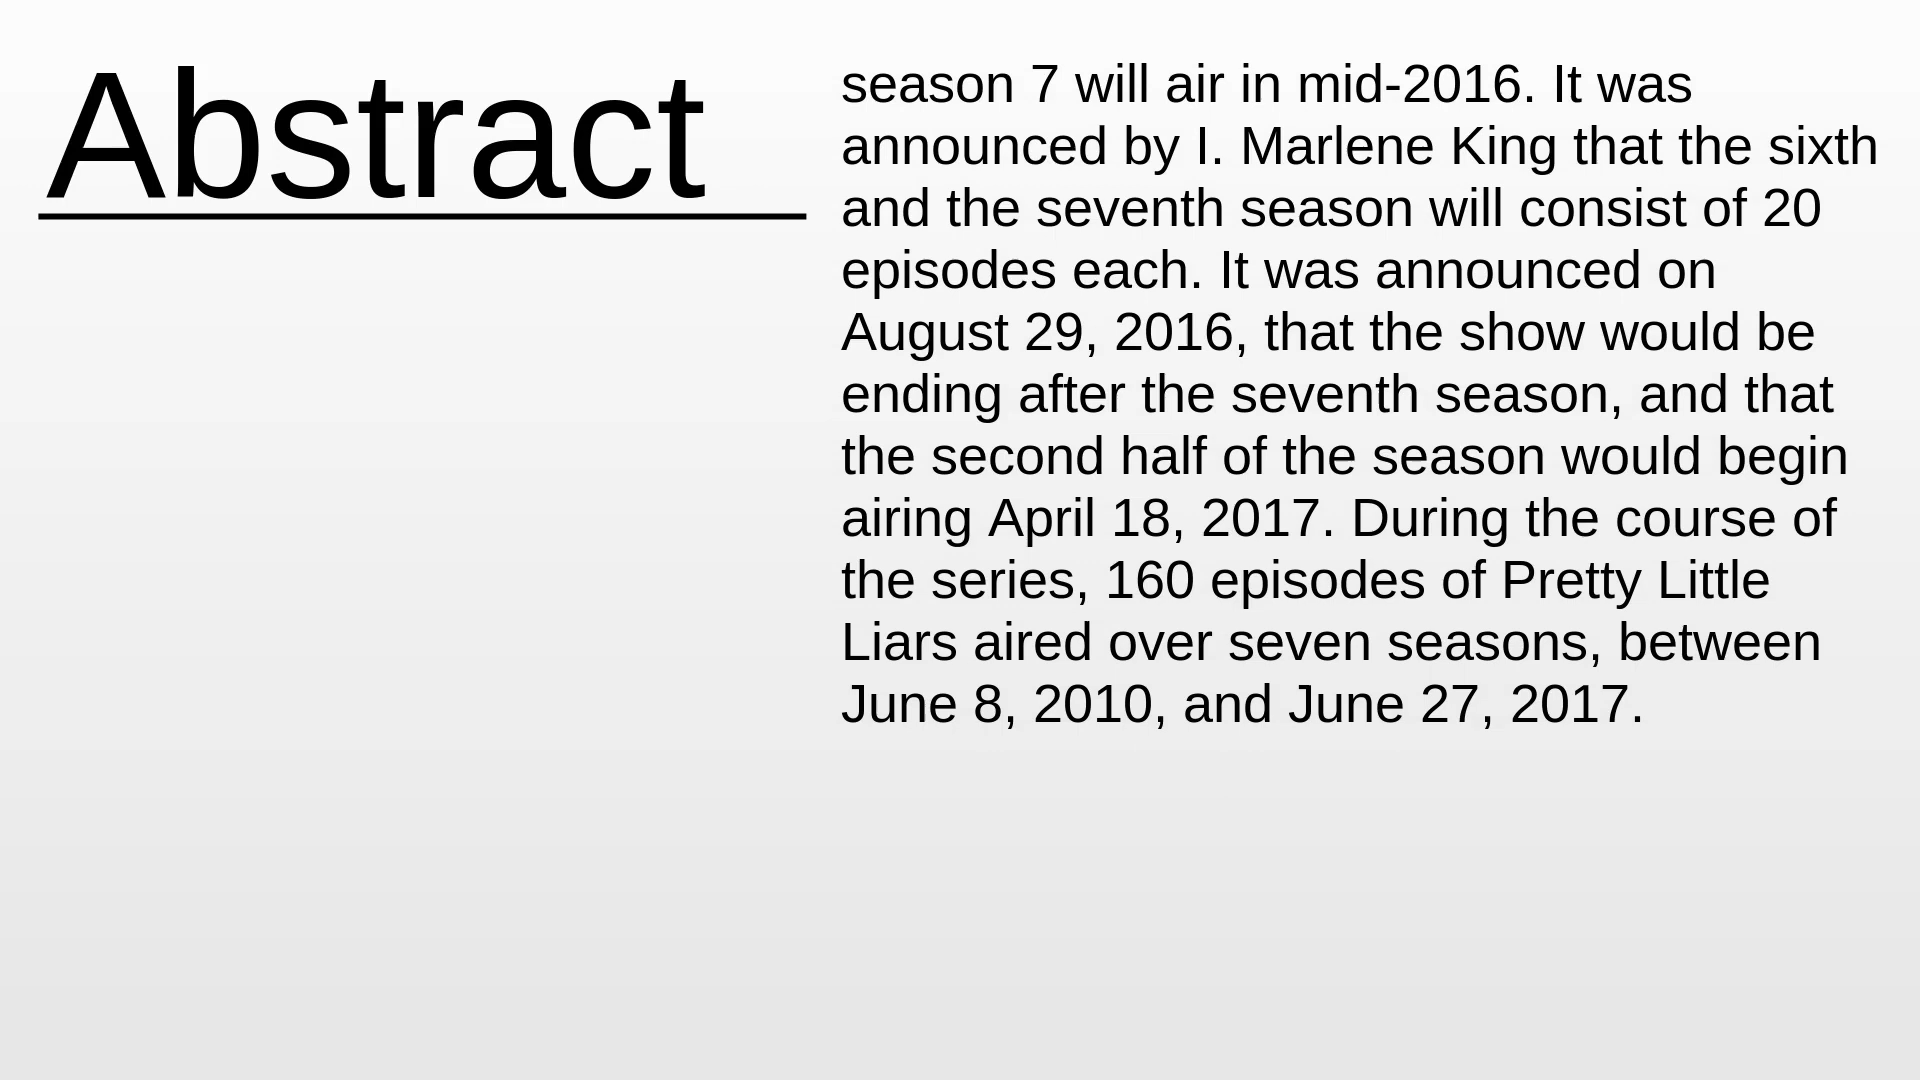 Abstract
season 7 will air in mid-2016. It was
announced by I. Marlene King that the sixth
and the seventh season will consist of 20
episodes each. It was announced on
August 29, 2016, that the show would be
ending after the seventh season, and that
the second half of the season would begin
airing April 18, 2017. During the course of
the series, 160 episodes of Pretty Little
Liars aired over seven seasons, between
June 8, 2010, and June 27, 2017.